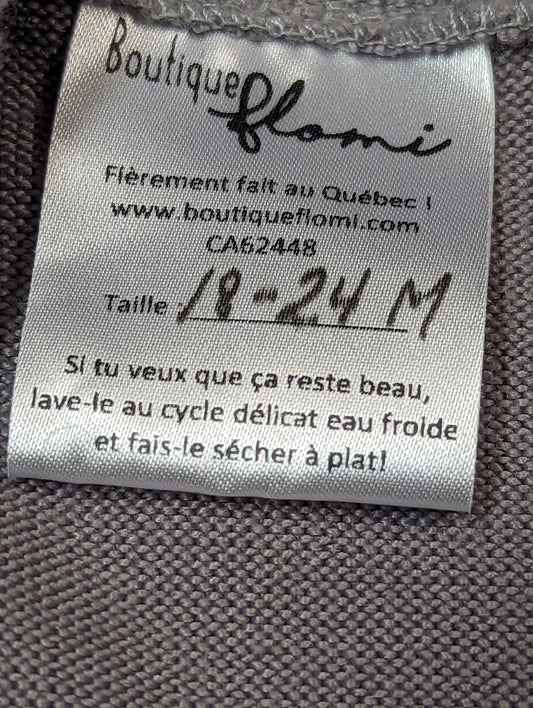 Boutique
flomi
Fièrement fait au Québec !
www.boutiqueflomi.com
CA62448
Taille : 18-24 M
Si tu veux que ça reste beau,
lave-le au cycle délicat eau froide
et fais-le sécher à plat!